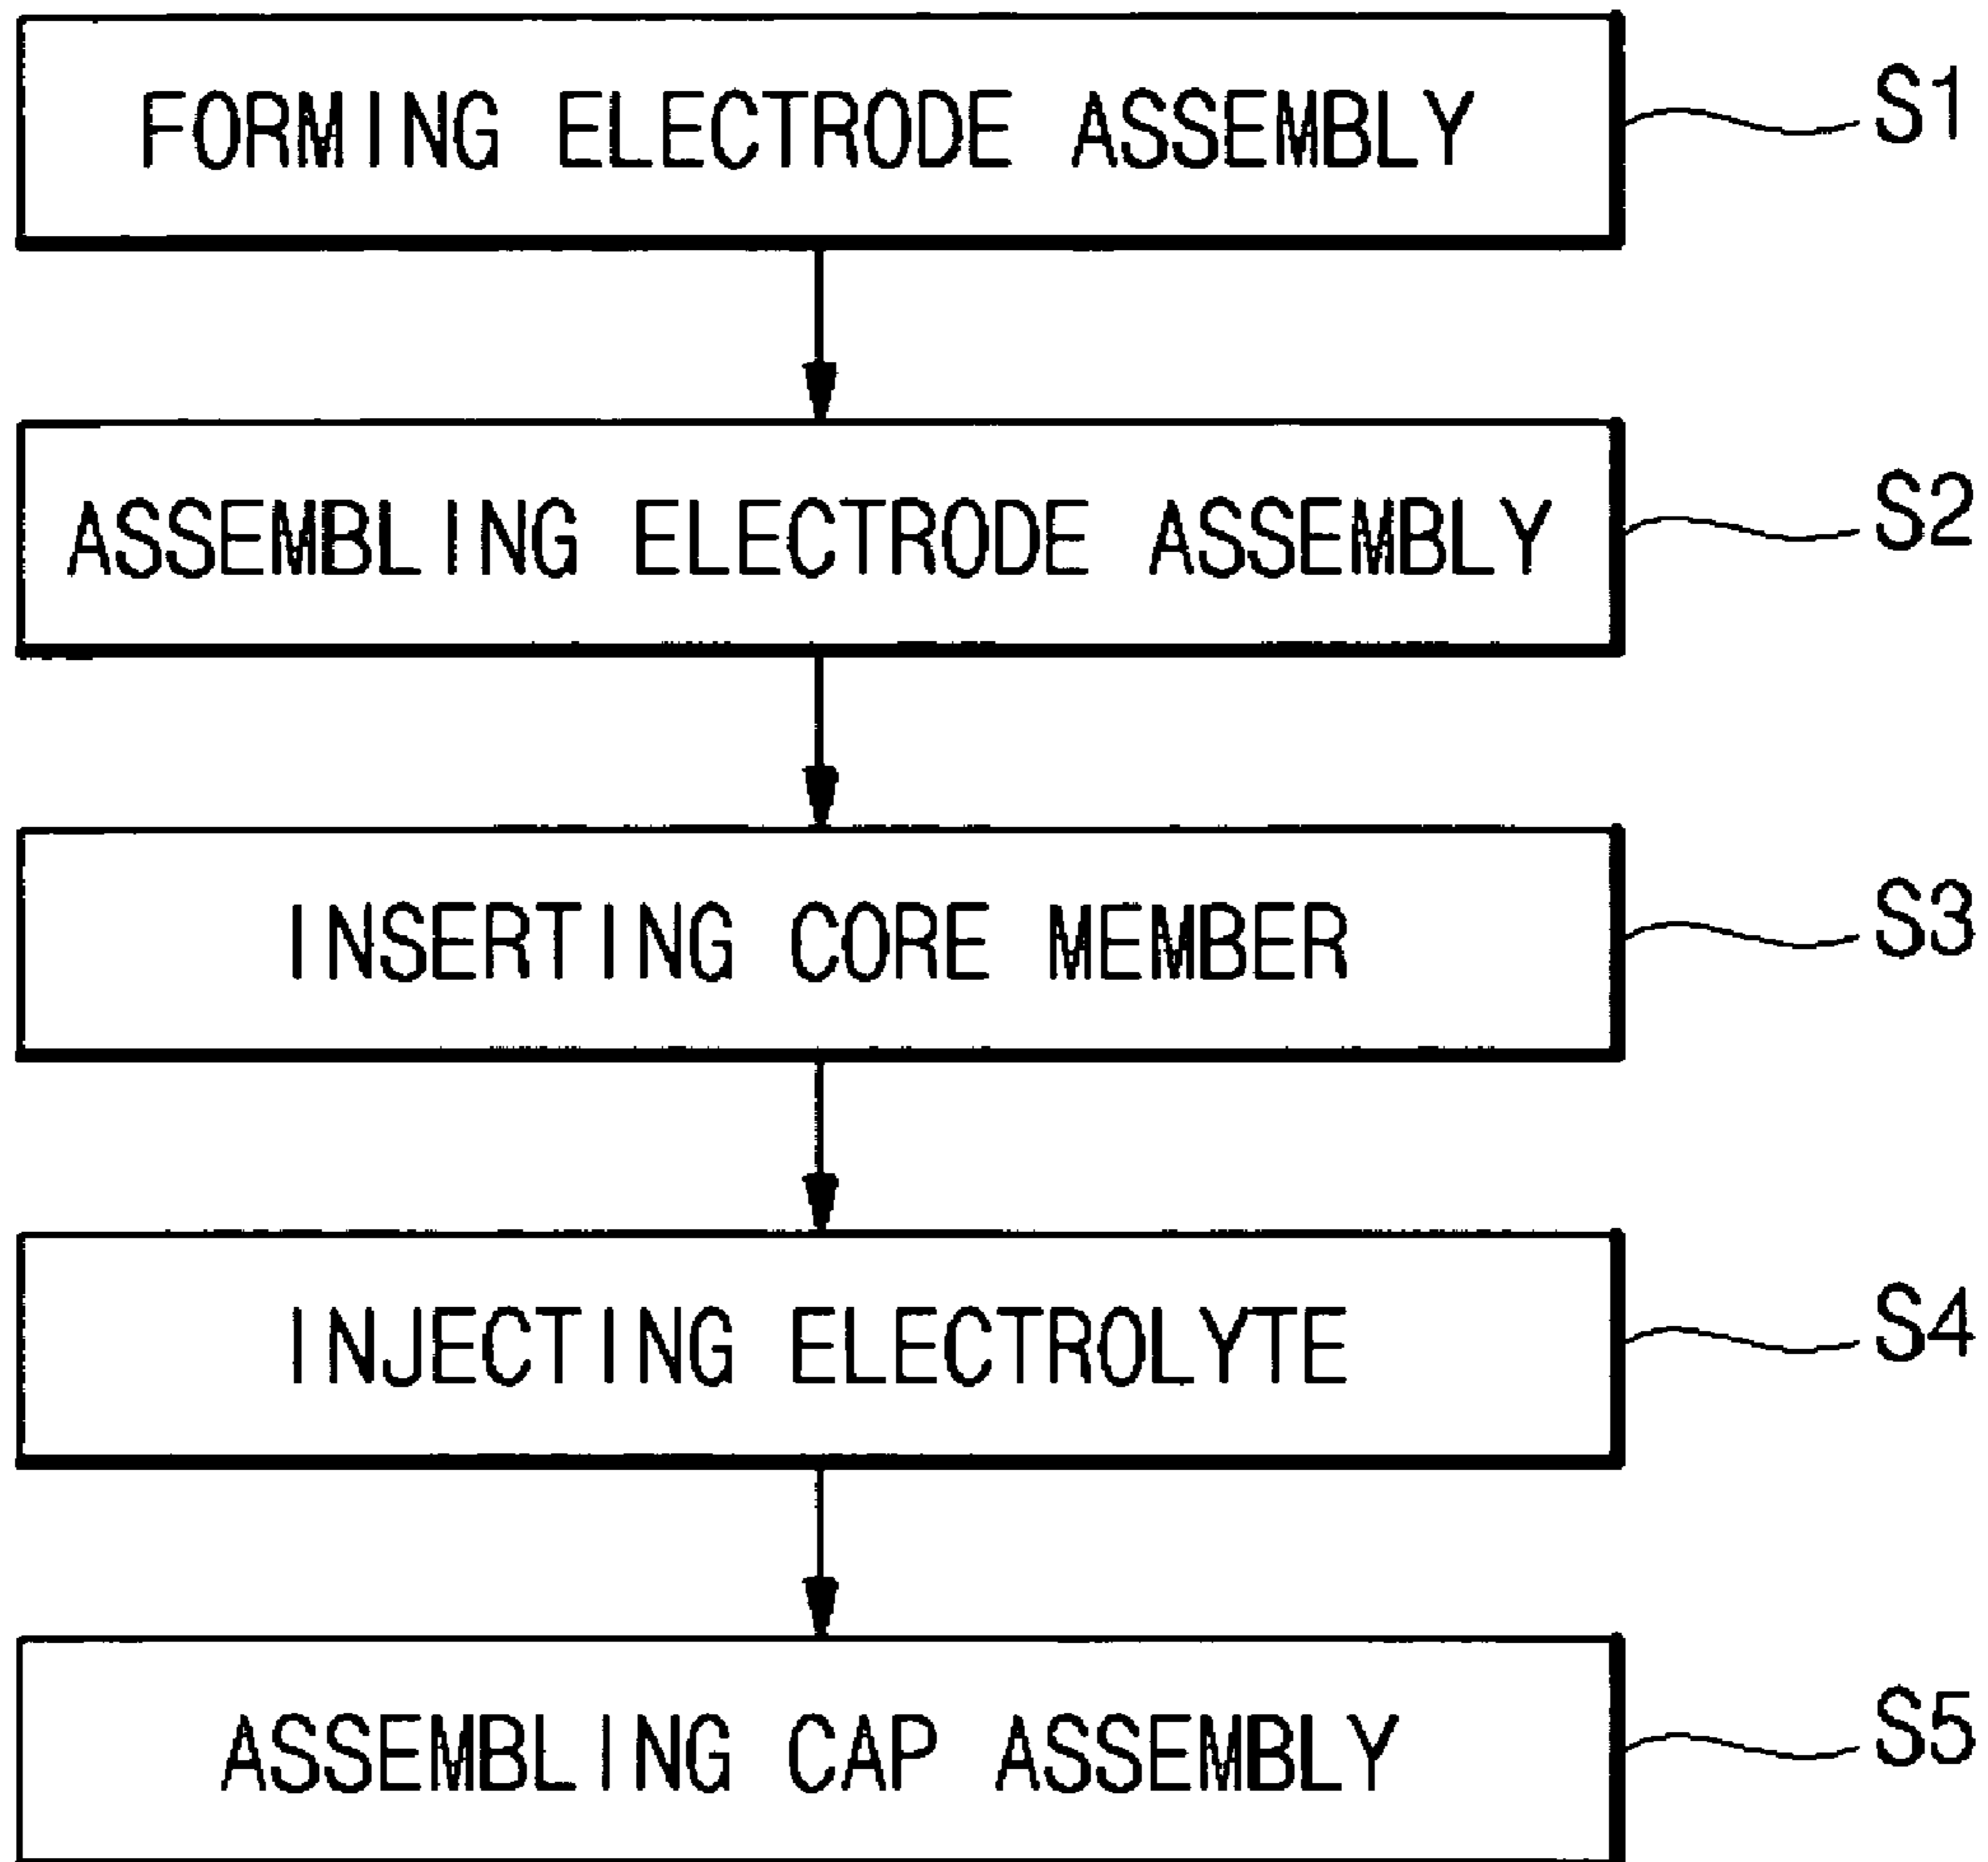 FORMING ELECTRODE ASSEMBLY S1
ASSEMBLING ELECTRODE ASSEMBLY S2
INSERTING CORE MEMBER S3
INJECTING ELECTROLYTE S4
ASSEMBLING CAP ASSEMBLY S5